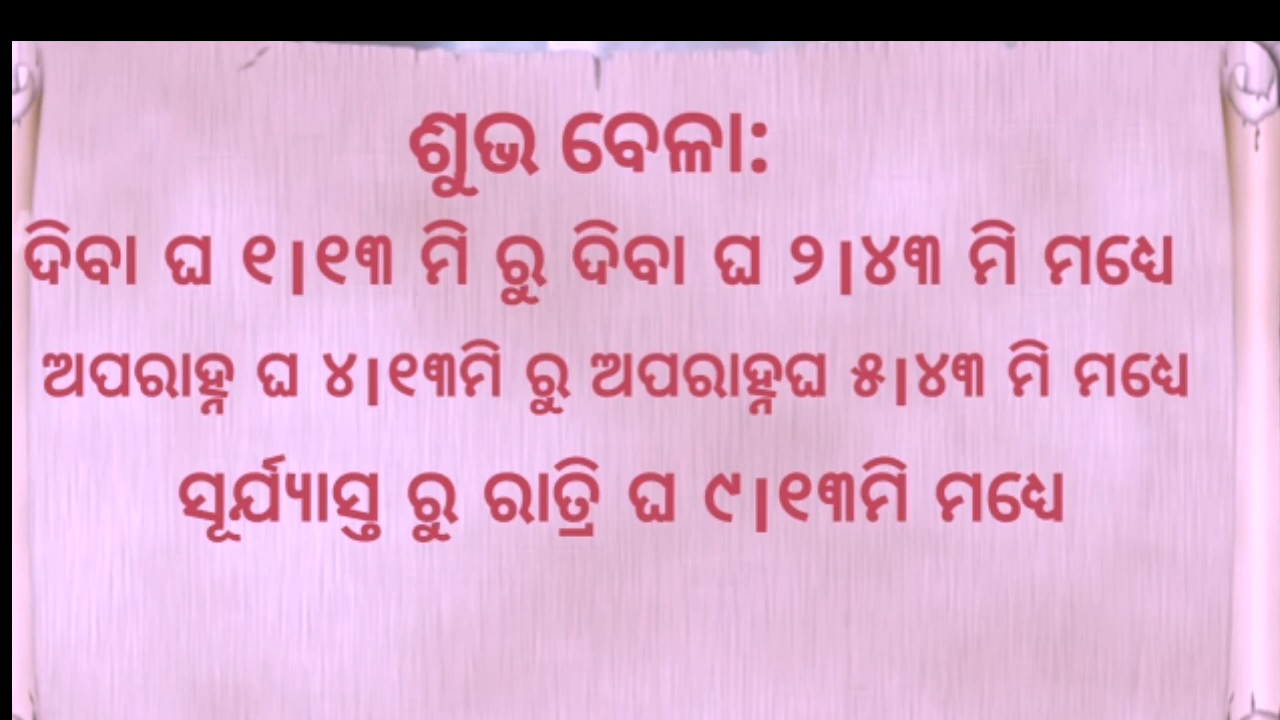 ଶୁଭ ବେଳା:
ଦିବା ଘ ୧|୧୩ ମି ରୁ ଦିବା ଘ ୨|୪୩ ମି ମଧ୍ୟେ
ଅପରାହ୍ନ ଘ ୪|୧୩ମି ରୁ ଅପରାହ୍ନଘ ୫|୪୩ ମି ମଧ୍ୟେ
ସୂର୍ଯ୍ୟାସ୍ତ ରୁ ରାତ୍ରି ଘ ୯|୧୩ମି ମଧ୍ୟେ